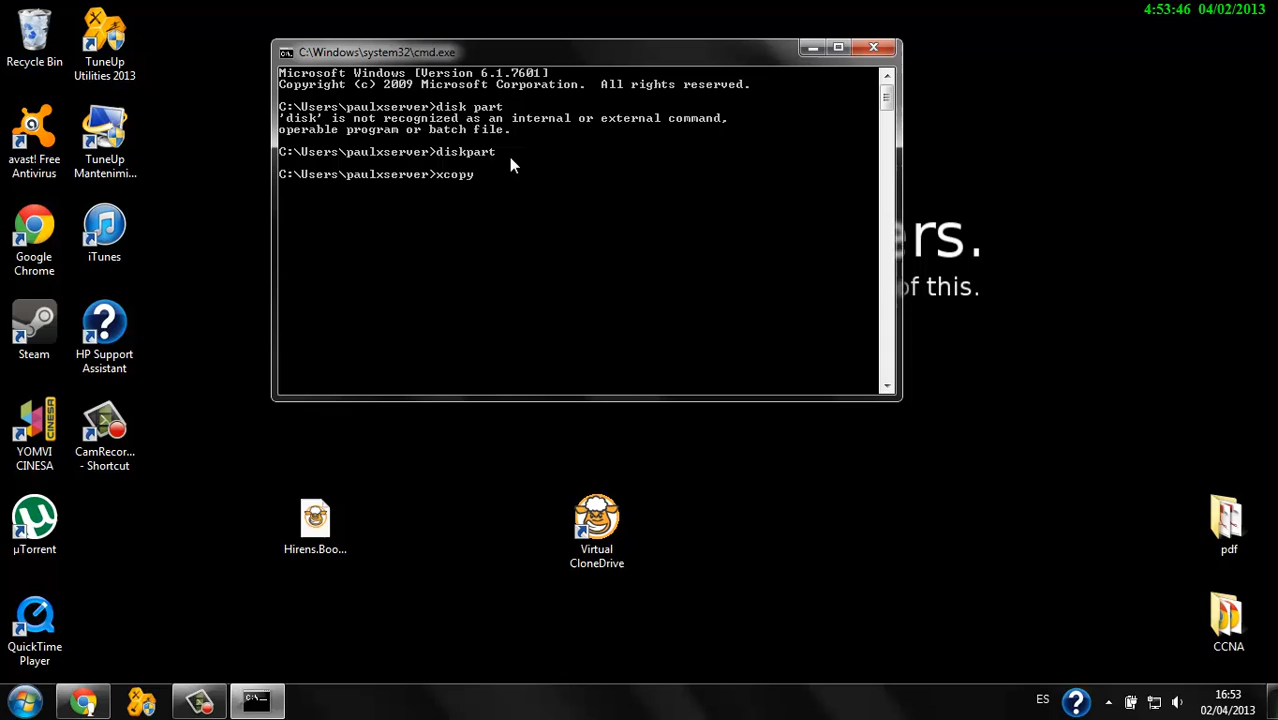 4:53:46 04/02/2013
Recycle Bin
TuneUp
Utilities 2013
avast! Free
Antivirus
TuneUp
Mantenimi...
Google
Chrome
iTunes
Steam
HP Support
Assistant
YOMVI
CINESA
CamRecor...
- Shortcut
µTorrent
QuickTime
Player
C:\Windows\system32\cmd.exe
Microsoft Windows [Version 6.1.7601]
Copyright (c) 2009 Microsoft Corporation.  All rights reserved.
C:\Users\paulxserver>disk part
'disk' is not recognized as an internal or external command,
operable program or batch file.
C:\Users\paulxserver>diskpart
C:\Users\paulxserver>xcopy
ers.
of this.
Hirens.Boo...
Virtual
CloneDrive
pdf
CCNA
ES
16:53
02/04/2013